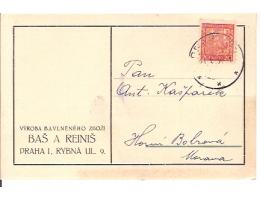 Pan
Ant. Kašpárek
Horní Bobrová
Morava
VÝROBA BAVLNĚNÉHO ZBOŽÍ
BAŠ A REINIŠ
PRAHA I., RYBNÁ UL. 9.